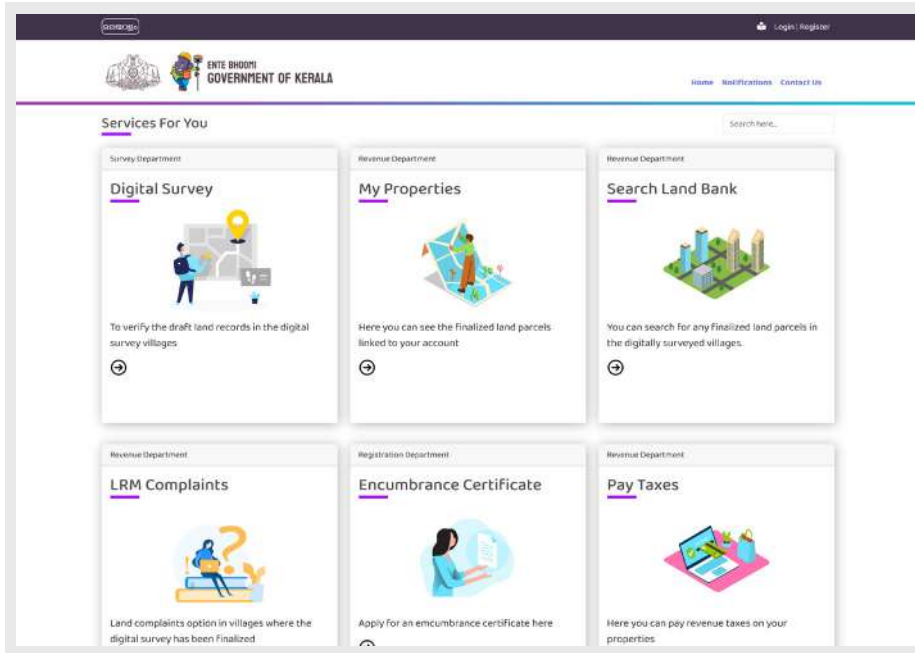 മലയാളം
Login | Register
ENTE BHOOMI
GOVERNMENT OF KERALA
Home Notifications Contact Us
Services For You
Search here...
Survey Department
Digital Survey
To verify the draft land records in the digital
survey villages
Revenue Department
My Properties
Here you can see the finalized land parcels
linked to your account
Revenue Department
Search Land Bank
You can search for any finalized land parcels in
the digitally surveyed villages.
Revenue Department
LRM Complaints
Land complaints option in villages where the
digital survey has been finalized
Registration Department
Encumbrance Certificate
Apply for an emcumbrance certificate here
Revenue Department
Pay Taxes
Here you can pay revenue taxes on your
properties